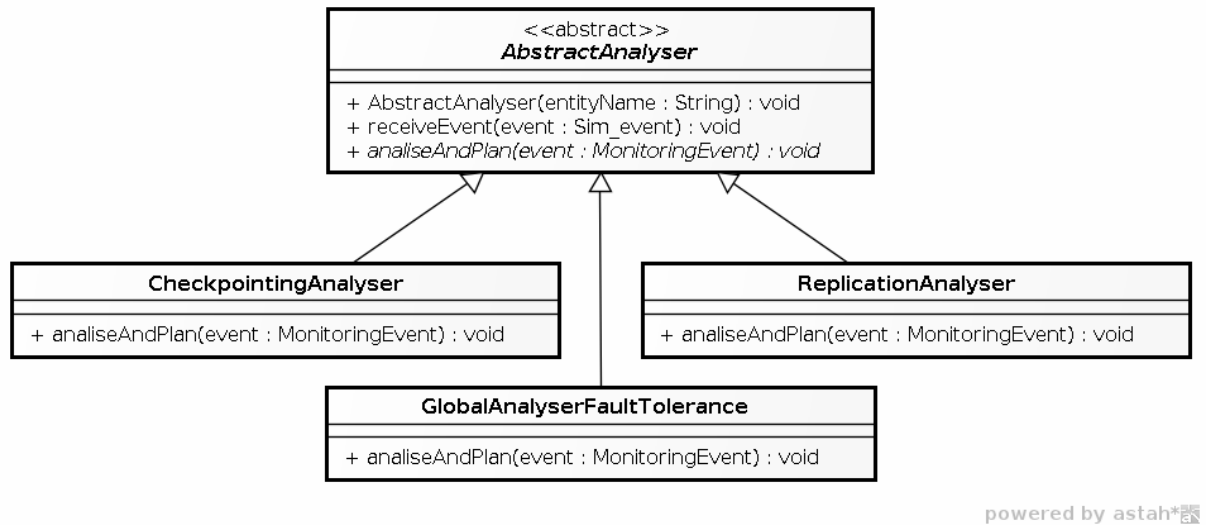 <<abstract>>
AbstractAnalyser
+ AbstractAnalyser(entityName : String) : void
+ receiveEvent(event : Sim_event) : void
+ analiseAndPlan(event : MonitoringEvent) : void
CheckpointingAnalyser
+ analiseAndPlan(event : MonitoringEvent) : void
ReplicationAnalyser
+ analiseAndPlan(event : MonitoringEvent) : void
GlobalAnalyserFaultTolerance
+ analiseAndPlan(event : MonitoringEvent) : void
powered by astah*